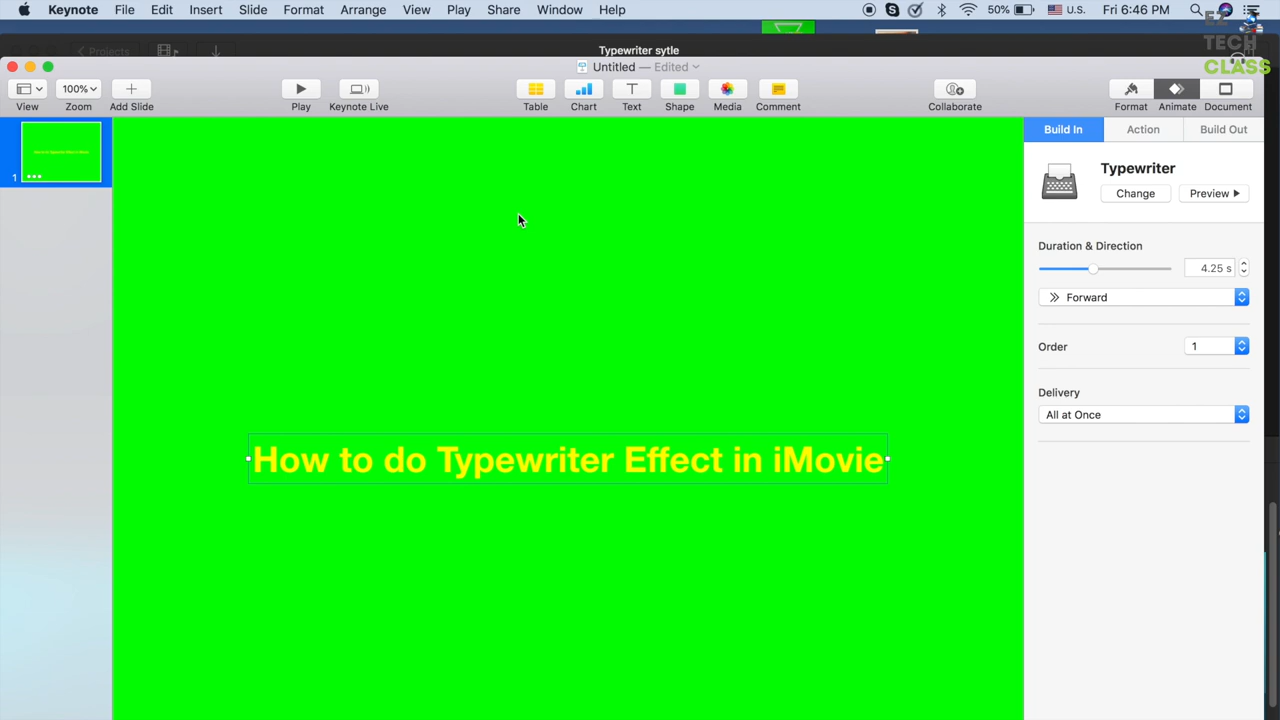 Keynote File Edit Insert Slide Format Arrange View Play Share Window Help 50% U.S. Fri 6:46 PM
EZ
TECH
CLASS
Projects
Typewriter sytle
Untitled — Edited
100%
View Zoom Add Slide Play Keynote Live Table Chart Text Shape Media Comment Collaborate Format Animate Document
Build In Action Build Out
1
Typewriter
Change Preview
Duration & Direction
4.25 s
Forward
Order 1
Delivery
All at Once
How to do Typewriter Effect in iMovie